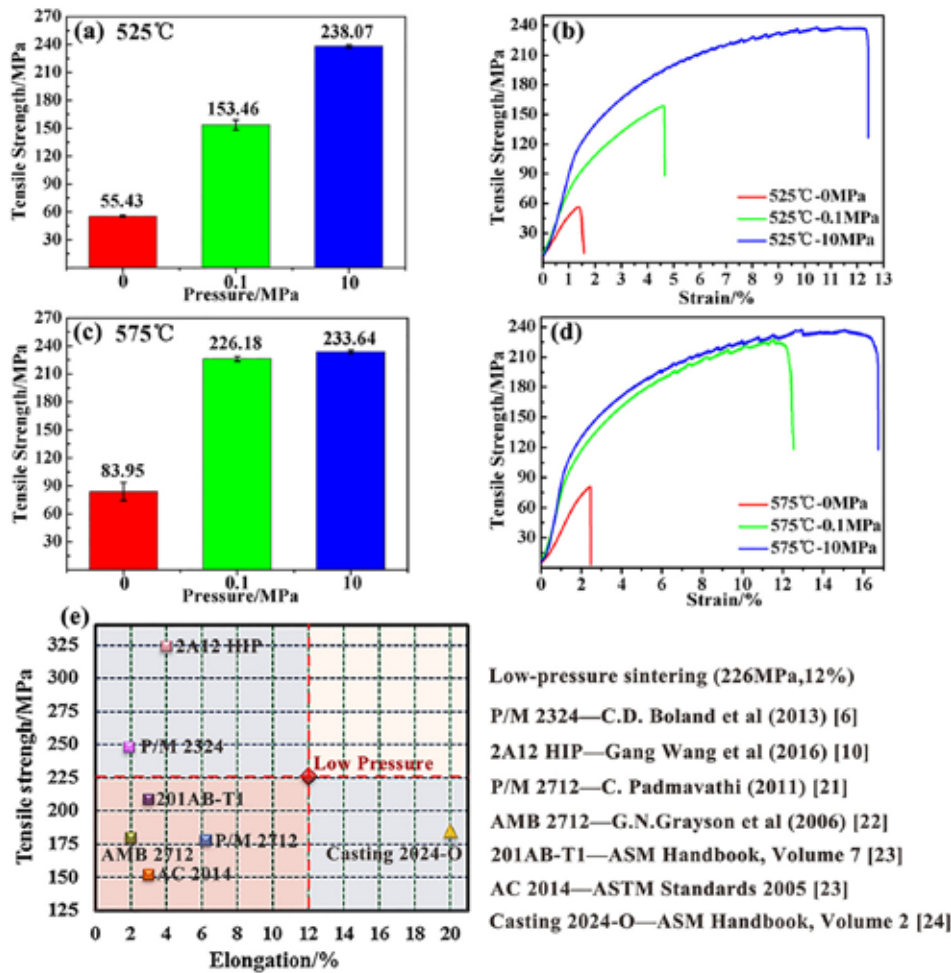 (a) 525℃
Tensile Strength/MPa
270
240
210
180
150
120
90
60
30
55.43
153.46
238.07
0
0.1
10
Pressure/MPa
(b)
Tensile Strength/MPa
240
210
180
150
120
90
60
30
525℃-0MPa
525℃-0.1MPa
525℃-10MPa
0 1 2 3 4 5 6 7 8 9 10 11 12 13
Strain/%
(c) 575℃
Tensile Strength/MPa
270
240
210
180
150
120
90
60
30
83.95
226.18
233.64
0
0.1
10
Pressure/MPa
(d)
Tensile Strength/MPa
240
210
180
150
120
90
60
30
575℃-0MPa
575℃-0.1MPa
575℃-10MPa
0 2 4 6 8 10 12 14 16
Strain/%
(e)
Tensile strengh/MPa
325
300
275
250
225
200
175
150
125
2A12 HIP
P/M 2324
Low Pressure
201AB-T1
P/M 2712
AMB 2712
Casting 2024-O
AC 2014
0 2 4 6 8 10 12 14 16 18 20
Elongation/%
Low-pressure sintering (226MPa,12%)
P/M 2324—C.D. Boland et al (2013) [6]
2A12 HIP—Gang Wang et al (2016) [10]
P/M 2712—C. Padmavathi (2011) [21]
AMB 2712—G.N.Grayson et al (2006) [22]
201AB-T1—ASM Handbook, Volume 7 [23]
AC 2014—ASTM Standards 2005 [23]
Casting 2024-O—ASM Handbook, Volume 2 [24]